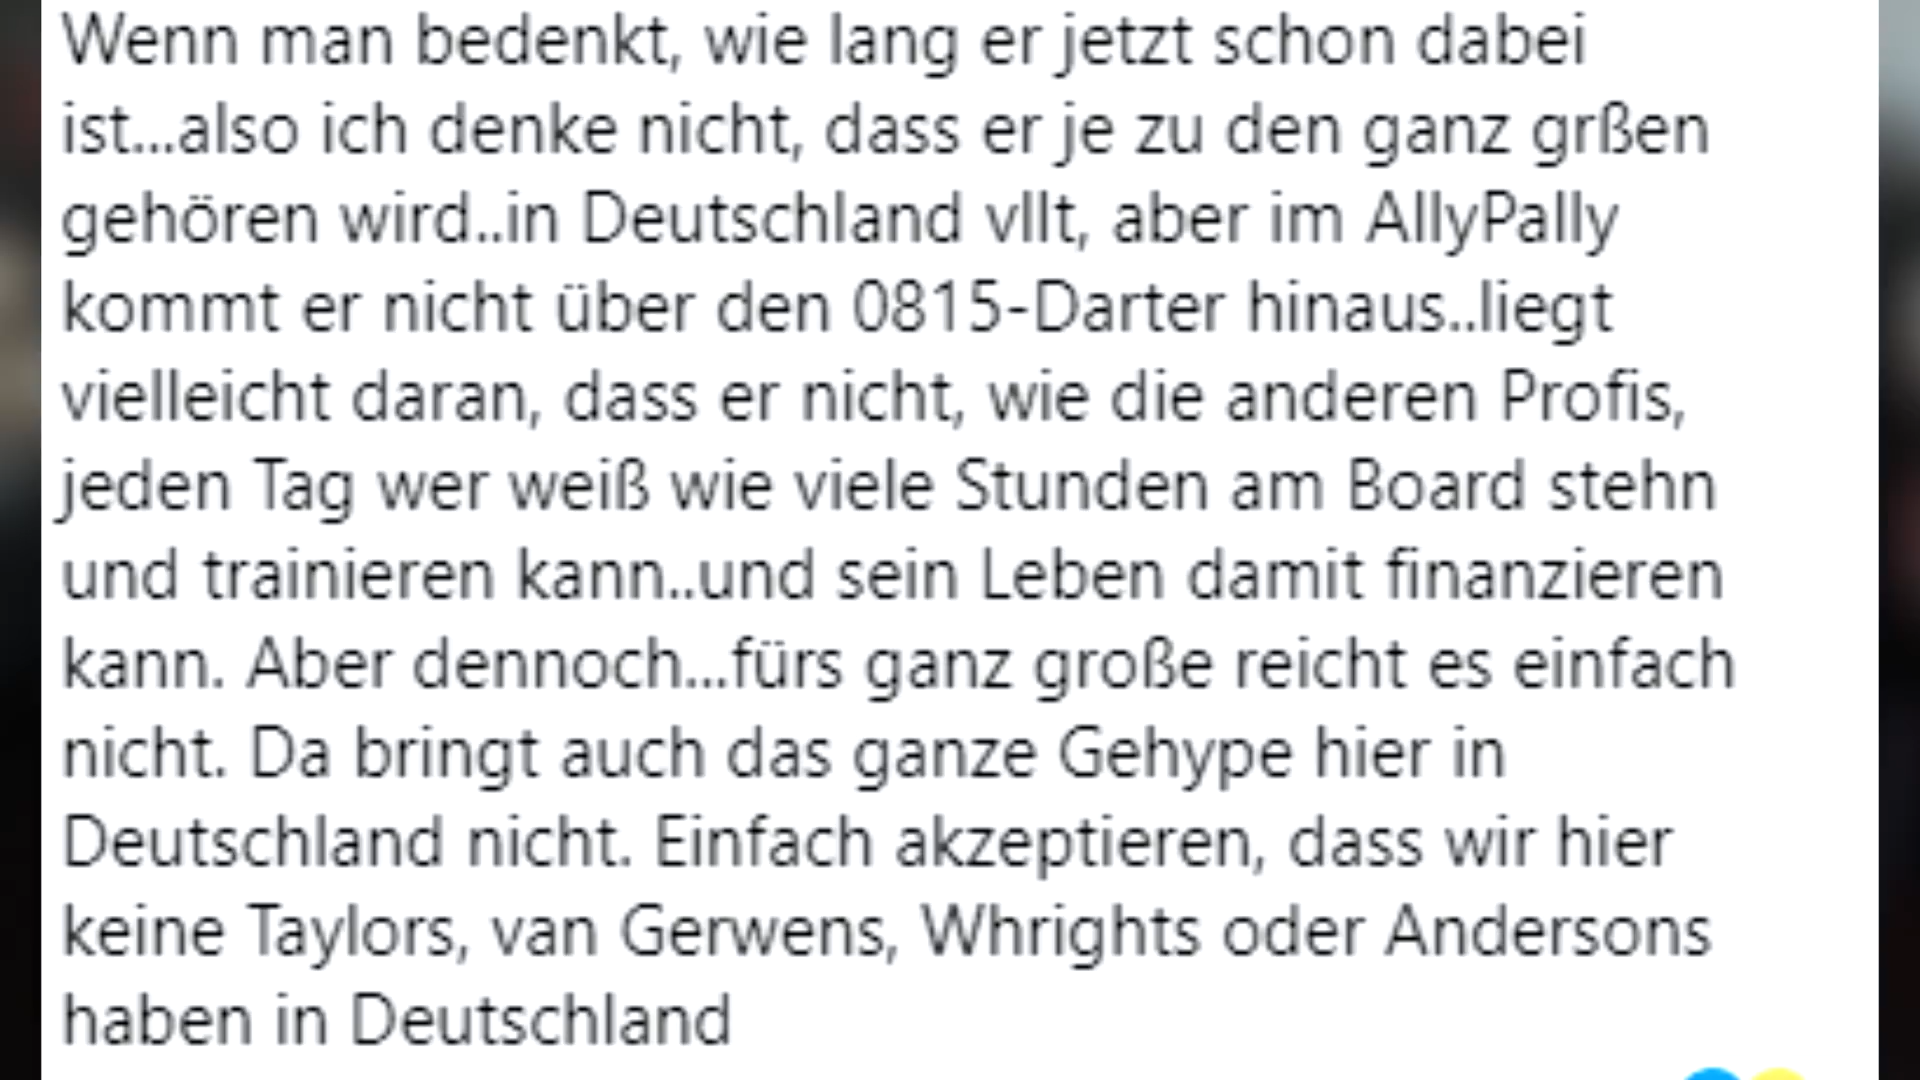 Wenn man bedenkt, wie lang er jetzt schon dabei
ist...also ich denke nicht, dass er je zu den ganz grßen
gehören wird..in Deutschland vllt, aber im AllyPally
kommt er nicht über den 0815-Darter hinaus..liegt
vielleicht daran, dass er nicht, wie die anderen Profis,
jeden Tag wer weiß wie viele Stunden am Board stehn
und trainieren kann..und sein Leben damit finanzieren
kann. Aber dennoch...fürs ganz große reicht es einfach
nicht. Da bringt auch das ganze Gehype hier in
Deutschland nicht. Einfach akzeptieren, dass wir hier
keine Taylors, van Gerwens, Whrights oder Andersons
haben in Deutschland